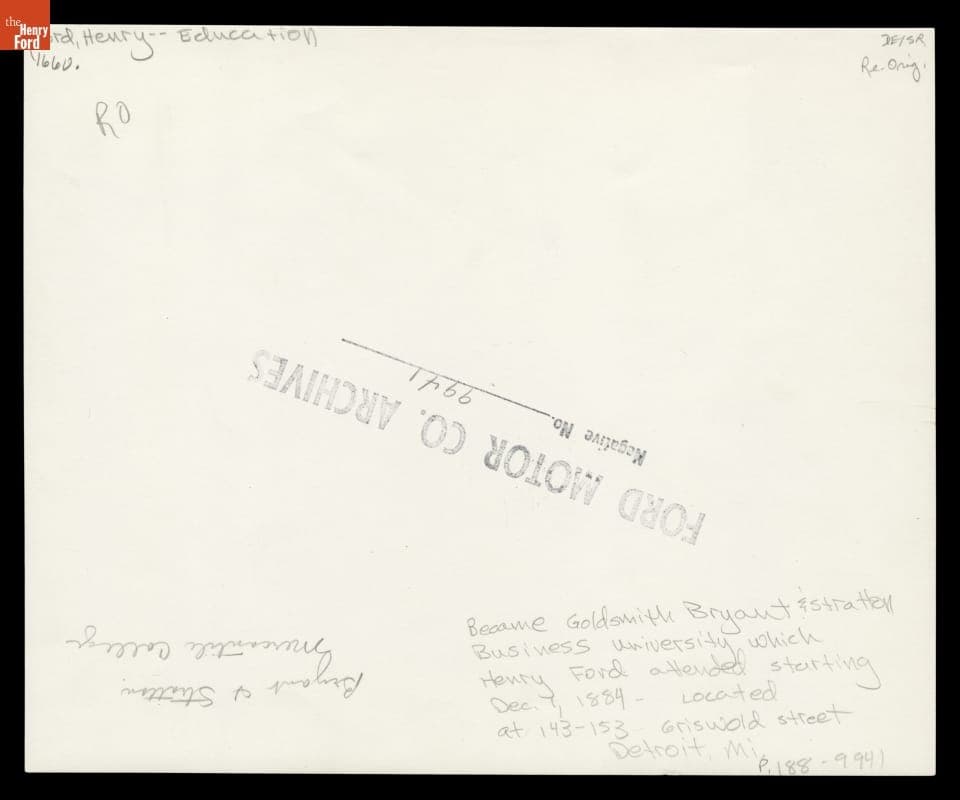 the
Henry
Ford
rd, Henry-- Education
1660.
DE/SR
Re. Orig.
RO
FORD MOTOR CO. ARCHIVES
Negative No. 9941
Bryant & Stratton
Mercantile College
Became Goldsmith Bryant & Stratton
Business University, which
Henry Ford attended starting
Dec. 1, 1884 - Located
at 143-153 Griswold Street
Detroit, Mi.
P.188-9941